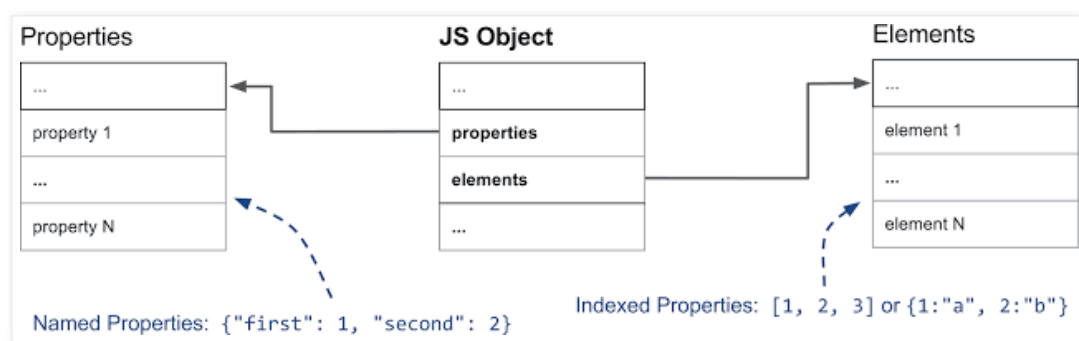 Properties
...
property 1
...
property N
JS Object
...
properties
elements
...
Elements
...
element 1
...
element N
Named Properties: {"first": 1, "second": 2}
Indexed Properties: [1, 2, 3] or {1:"a", 2:"b"}